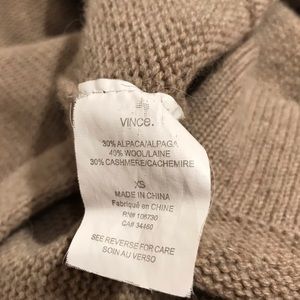 VINCE.
30% ALPACA/ALPAGA
40% WOOL/LAINE
30% CASHMERE/CACHEMIRE
XS
MADE IN CHINA
Fabriqué en CHINE
RN# 106730
CA# 34460
SEE REVERSE FOR CARE
SOIN AU VERSO